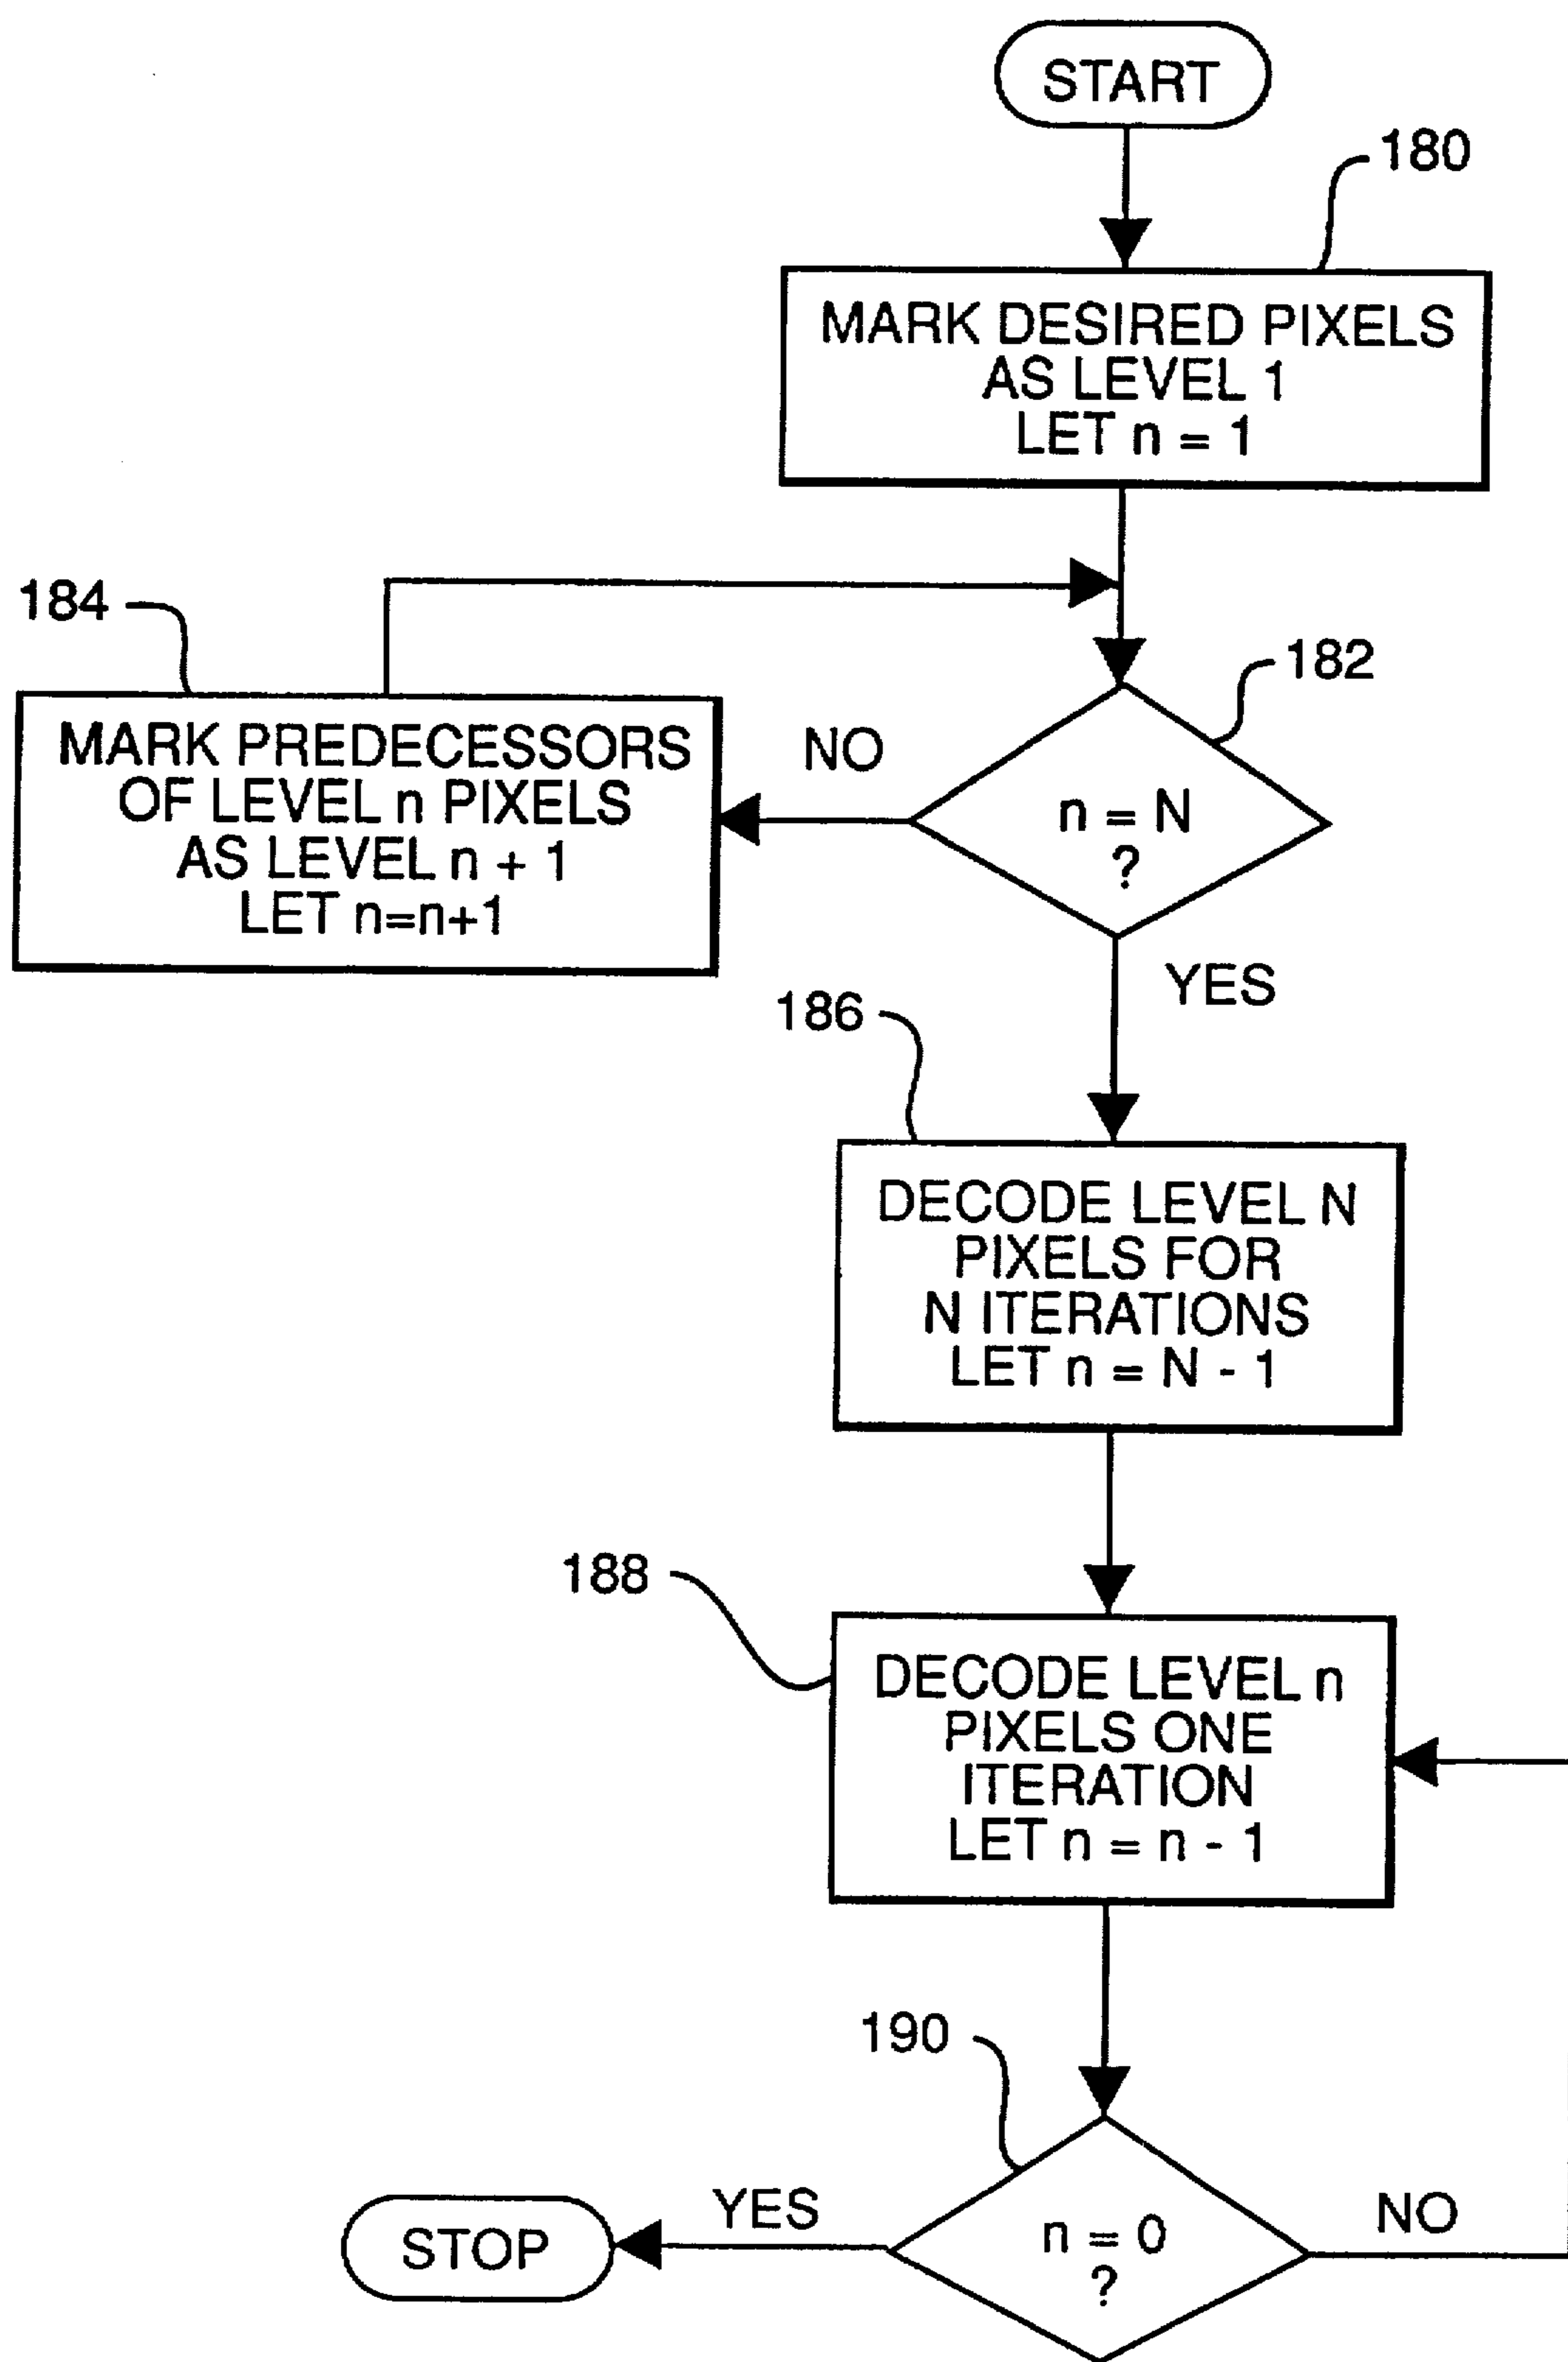 START
180
MARK DESIRED PIXELS
AS LEVEL 1
LET n = 1
184
182
MARK PREDECESSORS
OF LEVEL n PIXELS
AS LEVEL n + 1
LET n=n+1
NO
n = N
?
YES
186
DECODE LEVEL N
PIXELS FOR
N ITERATIONS
LET n = N - 1
188
DECODE LEVEL n
PIXELS ONE
ITERATION
LET n = n - 1
190
STOP
YES
n = 0
?
NO